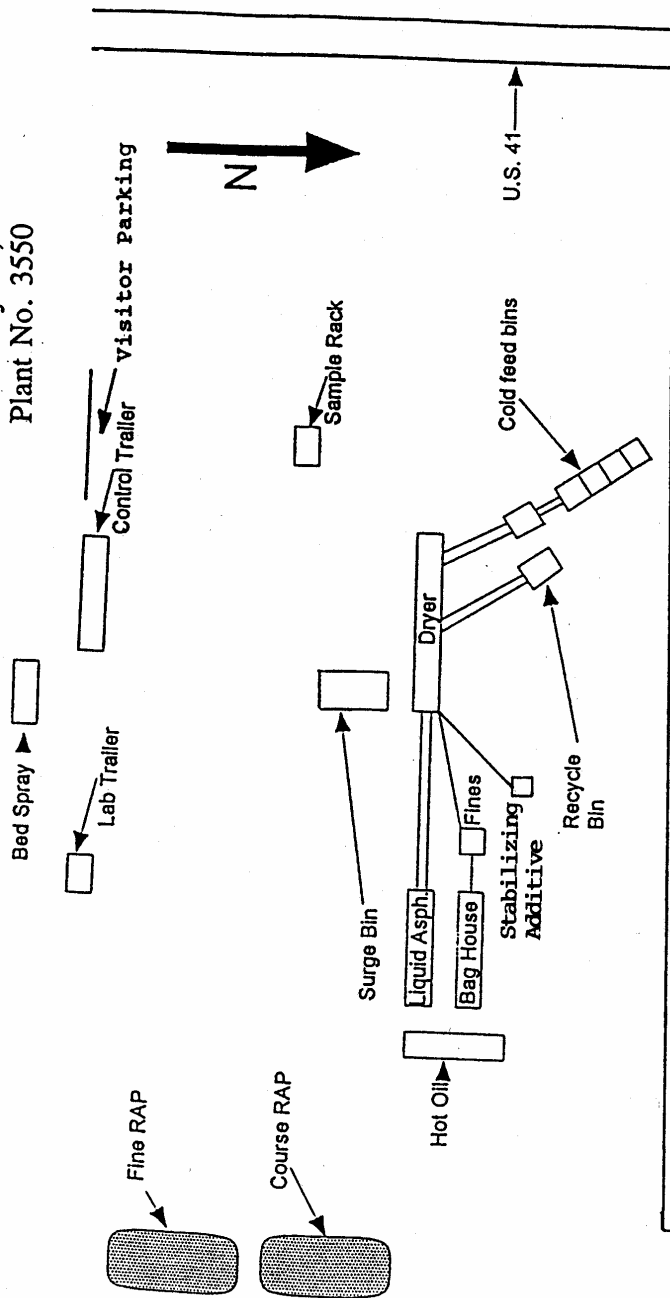 Plant No. 3550
Visitor Parking
Control Trailer
Bed Spray
Lab Trailer
N
U.S. 41
Sample Rack
Cold feed bins
Dryer
Surge Bin
Recycle
Bin
Fines
Stabilizing
Additive
Liquid Asph.
Bag House
Hot Oil
Fine RAP
Course RAP